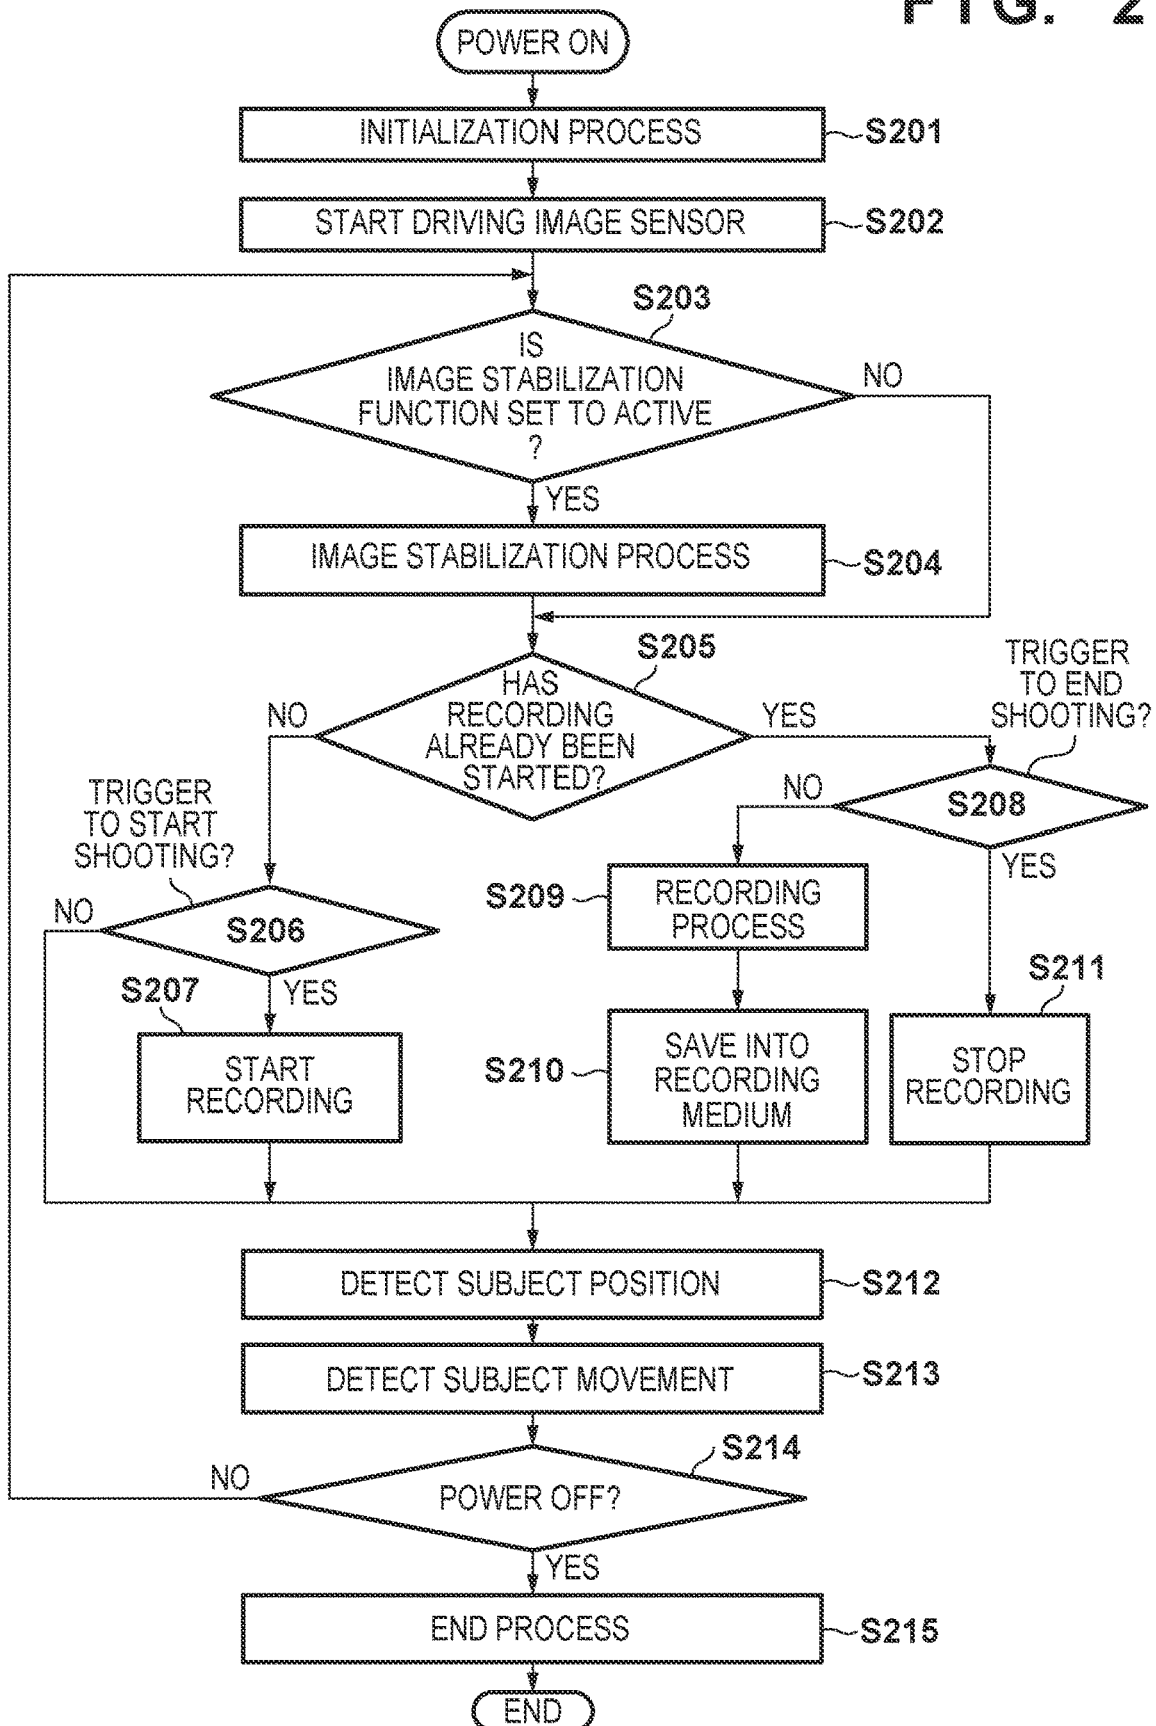 FIG. 2
POWER ON
INITIALIZATION PROCESS
S201
START DRIVING IMAGE SENSOR
S202
S203
IS
IMAGE STABILIZATION
FUNCTION SET TO ACTIVE
?
NO
YES
IMAGE STABILIZATION PROCESS
S204
S205
HAS
RECORDING
ALREADY BEEN
STARTED?
NO
YES
TRIGGER
TO END
SHOOTING?
TRIGGER
TO START
SHOOTING?
NO
S208
YES
NO
S206
YES
S209
RECORDING
PROCESS
S207
START
RECORDING
S210
SAVE INTO
RECORDING
MEDIUM
S211
STOP
RECORDING
DETECT SUBJECT POSITION
S212
DETECT SUBJECT MOVEMENT
S213
S214
NO
POWER OFF?
YES
END PROCESS
S215
END